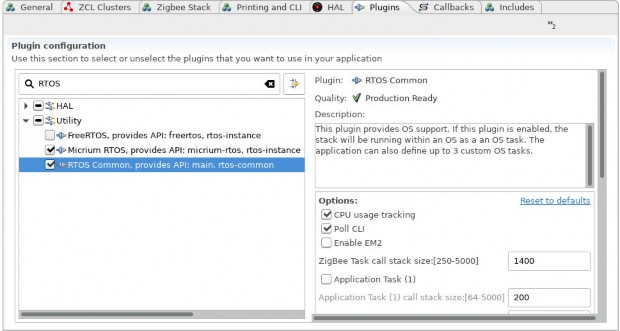 General
ZCL Clusters
Zigbee Stack
Printing and CLI
HAL
Plugins
Callbacks
Includes
"2
Plugin configuration
Use this section to select or unselect the plugins that you want to use in your application
RTOS
HAL
Utility
FreeRTOS, provides API: freertos, rtos-instance
Micrium RTOS, provides API: micrium-rtos, rtos-instance
RTOS Common, provides API: main, rtos-common
Plugin: RTOS Common
Quality: Production Ready
Description:
This plugin provides OS support. If this plugin is enabled, the
stack will be running within an OS as a an OS task. The
application can also define up to 3 custom OS tasks.
Options:
Reset to defaults
CPU usage tracking
Poll CLI
Enable EM2
ZigBee Task call stack size:[250-5000]
1400
Application Task (1)
Application Task (1) call stack size:[64-5000]
200